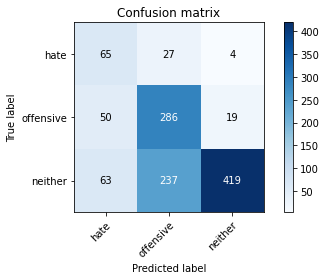 Confusion matrix
hate 65 27 4
offensive 50 286 19
neither 63 237 419
hate offensive neither
True label
Predicted label
400
350
300
250
200
150
100
50